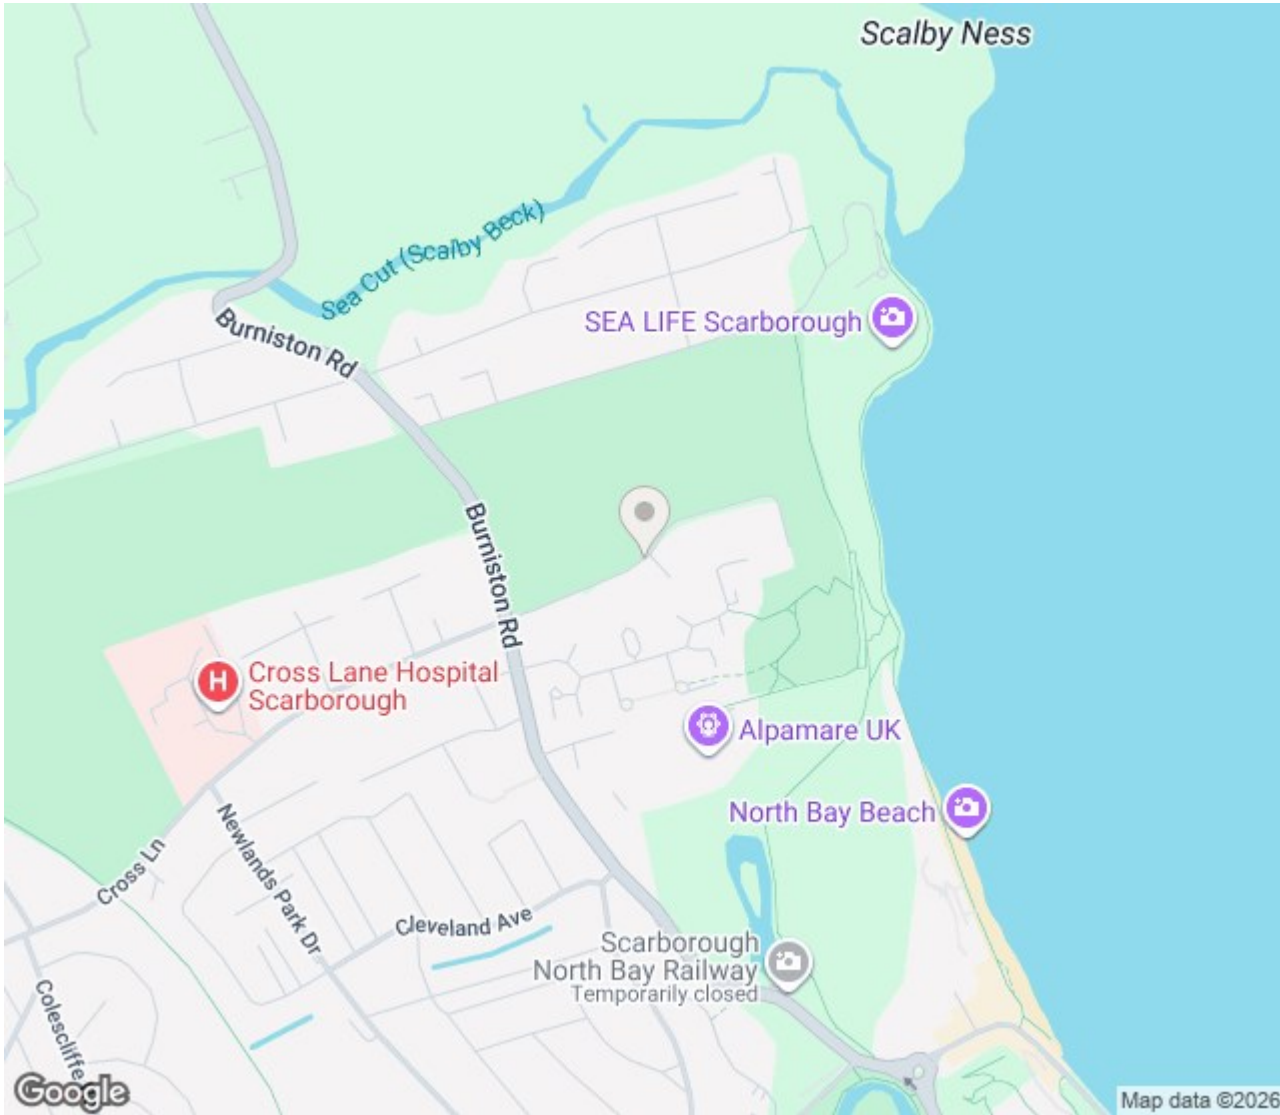 Scalby Ness
Sea Cut (Scalby Beck)
SEA LIFE Scarborough
Burniston Rd
Burniston Rd
H
Cross Lane Hospital
Scarborough
Alpamare UK
North Bay Beach
Newlands Park Dr
Cross Ln
Cleveland Ave
Scarborough
North Bay Railway
Temporarily closed
Colescliffe
Google
Map data ©2026